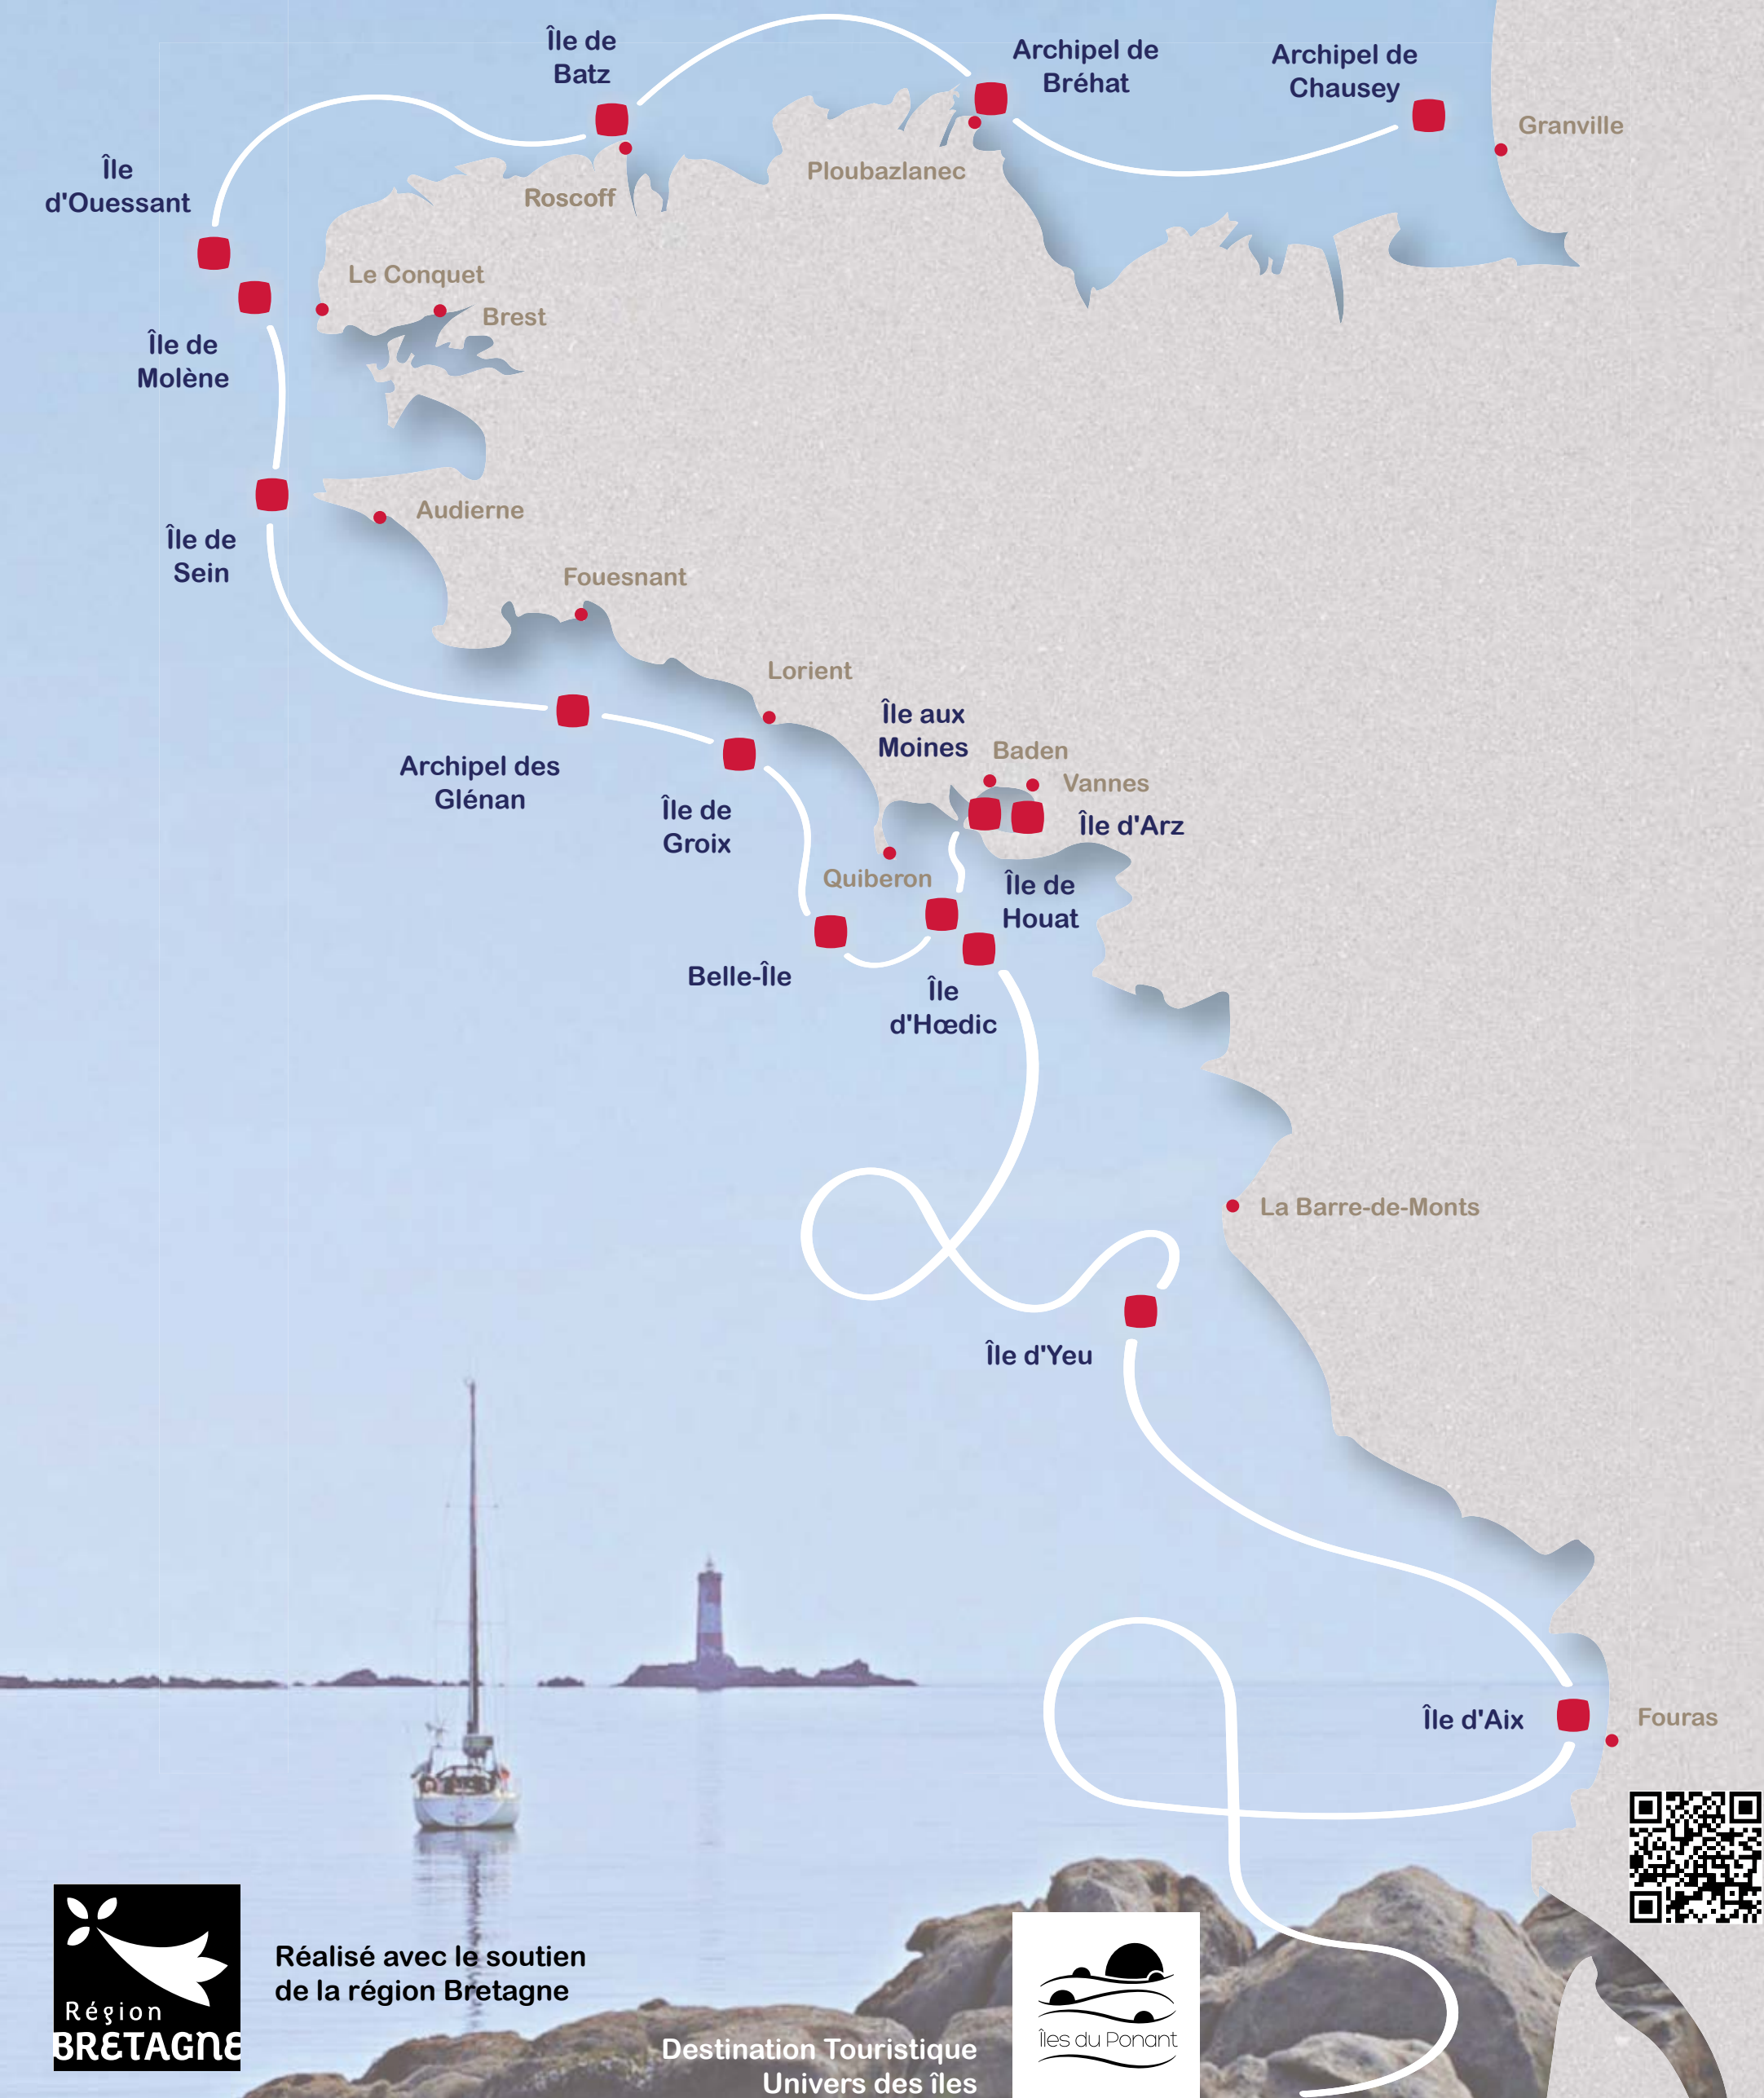 Île de
Batz
Archipel de
Bréhat
Archipel de
Chausey
Granville
Île
d'Ouessant
Ploubazlanec
Roscoff
Le Conquet
Brest
Île de
Molène
Audierne
Île de
Sein
Fouesnant
Lorient
Île aux
Moines
Baden
Vannes
Archipel des
Glénan
Île de
Groix
Île d'Arz
Quiberon
Île de
Houat
Belle-Île
Île
d'Hœdic
La Barre-de-Monts
Île d'Yeu
Île d'Aix
Fouras
Région
BRETAGNE
Réalisé avec le soutien
de la région Bretagne
Îles du Ponant
Destination Touristique
Univers des îles